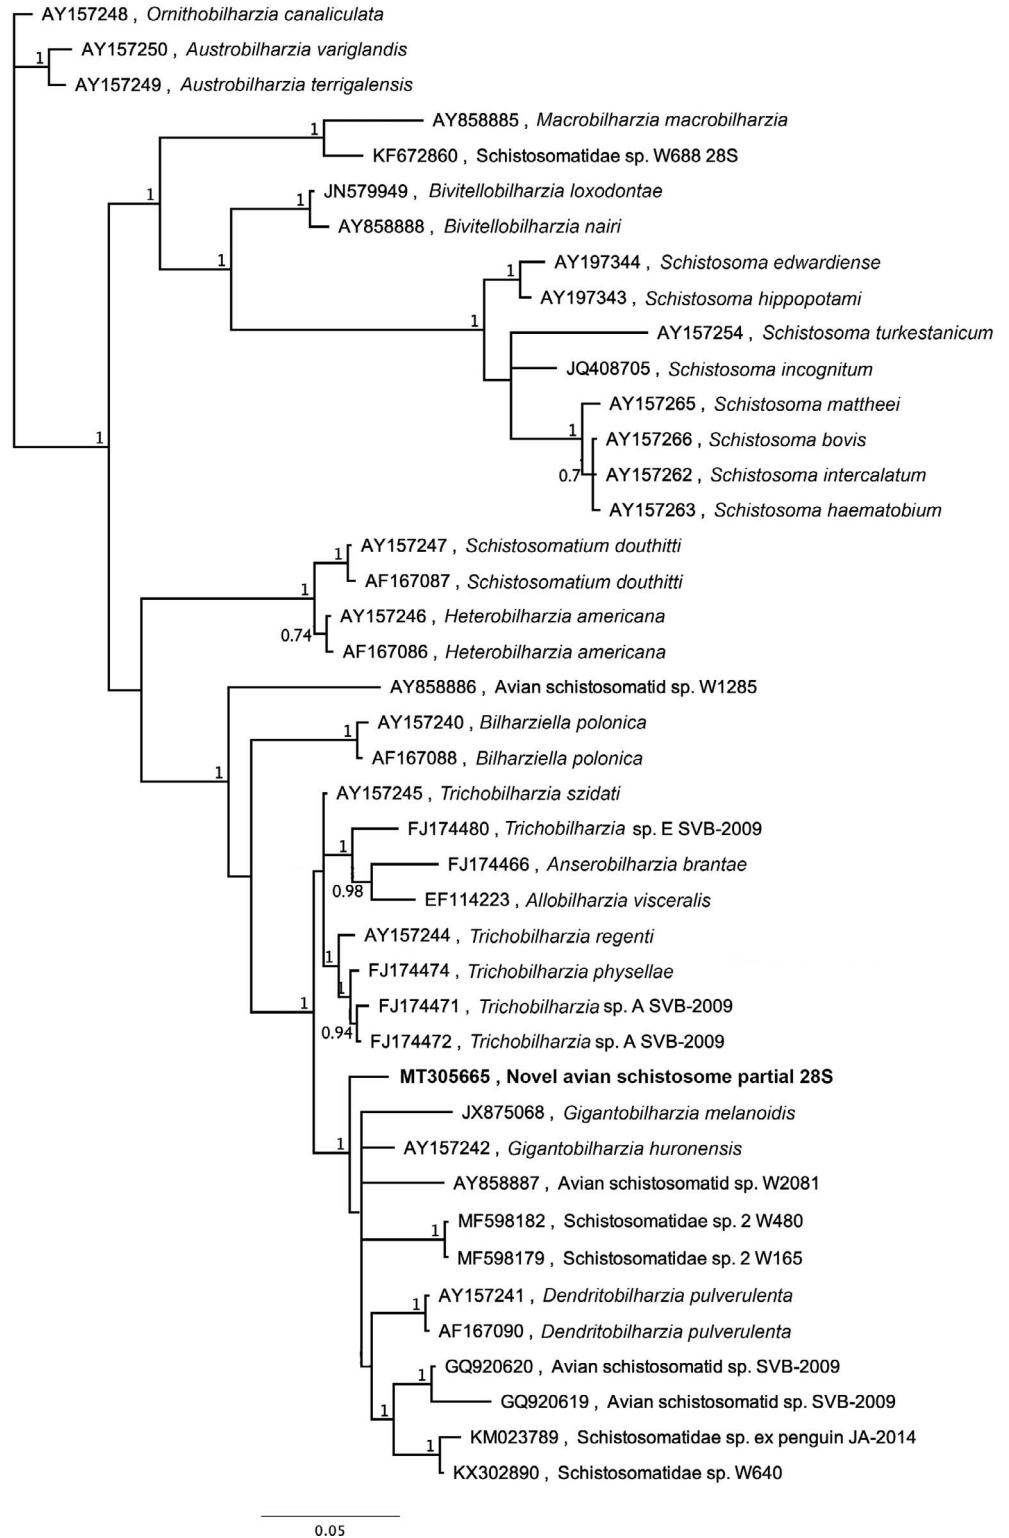 AY157248 , Ornithobilharzia canaliculata
1
AY157250 , Austrobilharzia variglandis
AY157249 , Austrobilharzia terrigalensis
AY858885 , Macrobilharzia macrobilharzia
1
KF672860 , Schistosomatidae sp. W688 28S
1
JN579949 , Bivitellobilharzia loxodontae
1
AY858888 , Bivitellobilharzia nairi
1
AY197344 , Schistosoma edwardiense
1
AY197343 , Schistosoma hippopotami
1
AY157254 , Schistosoma turkestanicum
JQ408705 , Schistosoma incognitum
AY157265 , Schistosoma mattheei
1
AY157266 , Schistosoma bovis
1
0.7
AY157262 , Schistosoma intercalatum
AY157263 , Schistosoma haematobium
AY157247 , Schistosomatium douthitti
1
AF167087 , Schistosomatium douthitti
1
AY157246 , Heterobilharzia americana
0.74
AF167086 , Heterobilharzia americana
AY858886 , Avian schistosomatid sp. W1285
AY157240 , Bilharziella polonica
1
AF167088 , Bilharziella polonica
1
AY157245 , Trichobilharzia szidati
FJ174480 , Trichobilharzia sp. E SVB-2009
1
FJ174466 , Anserobilharzia brantae
0.98
EF114223 , Allobilharzia visceralis
AY157244 , Trichobilharzia regenti
1
FJ174474 , Trichobilharzia physellae
1
FJ174471 , Trichobilharzia sp. A SVB-2009
1
0.94
FJ174472 , Trichobilharzia sp. A SVB-2009
MT305665 , Novel avian schistosome partial 28S
JX875068 , Gigantobilharzia melanoidis
1
AY157242 , Gigantobilharzia huronensis
AY858887 , Avian schistosomatid sp. W2081
MF598182 , Schistosomatidae sp. 2 W480
1
MF598179 , Schistosomatidae sp. 2 W165
AY157241 , Dendritobilharzia pulverulenta
1
AF167090 , Dendritobilharzia pulverulenta
GQ920620 , Avian schistosomatid sp. SVB-2009
1
GQ920619 , Avian schistosomatid sp. SVB-2009
1
KM023789 , Schistosomatidae sp. ex penguin JA-2014
1
KX302890 , Schistosomatidae sp. W640
0.05